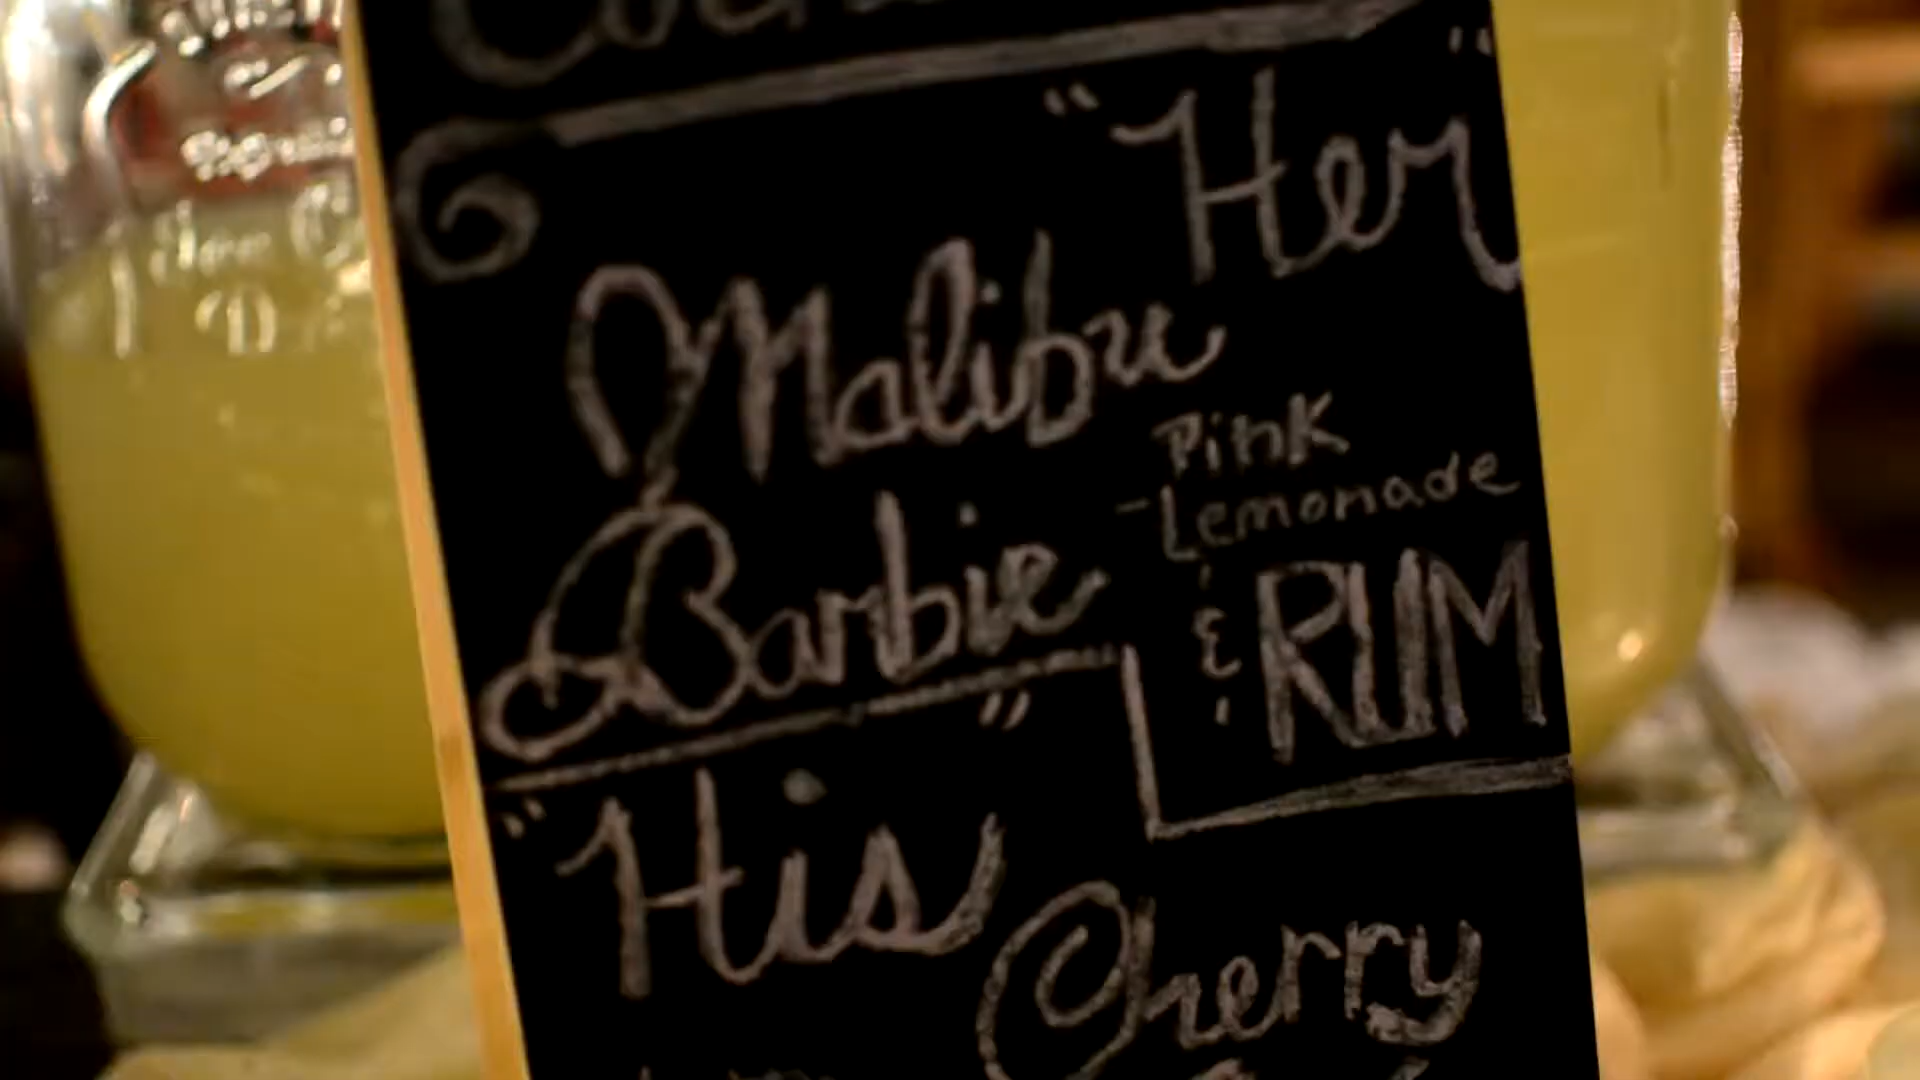 "Her"
Malibu
Barbie
Pink
-Lemonade
&
RUM
"His"
Cherry